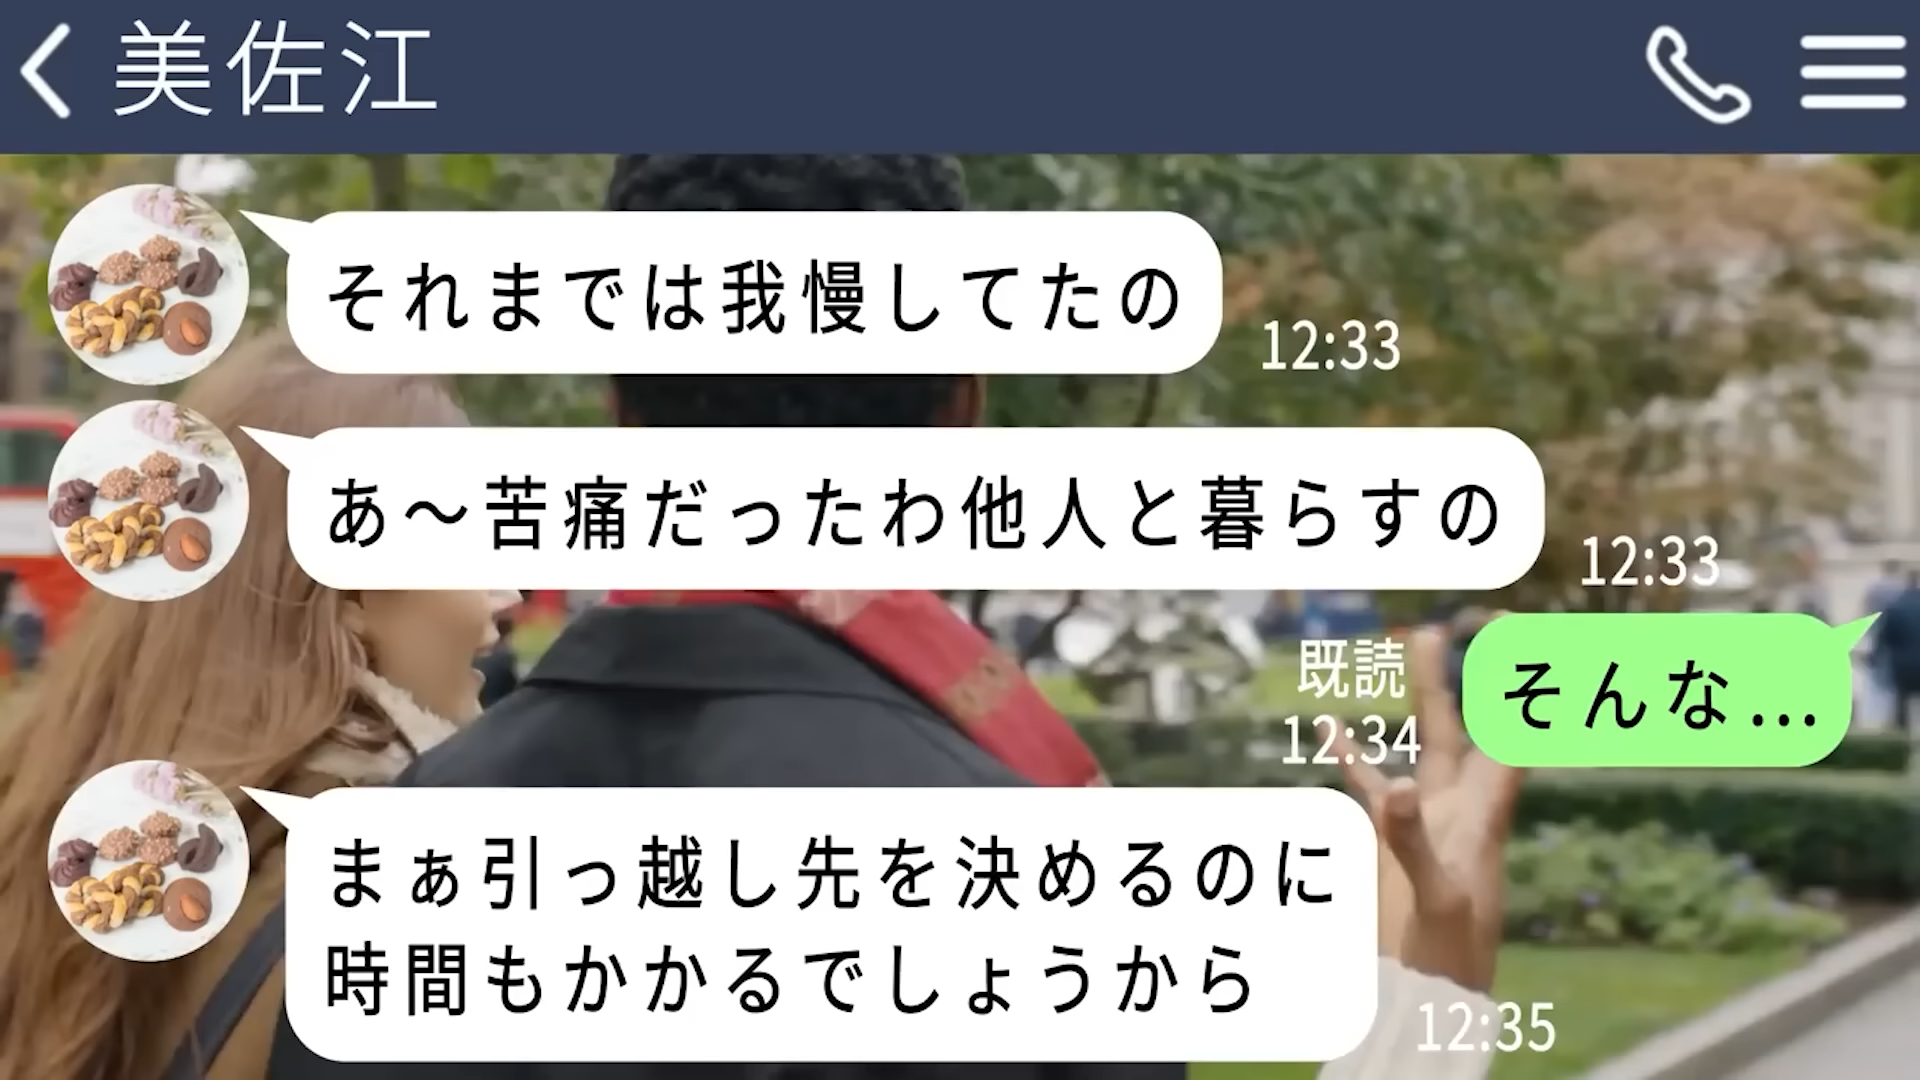 美佐江
それまでは我慢してたの
12:33
あ～苦痛だったわ他人と暮らすの
12:33
そんな...
既読
12:34
まぁ引っ越し先を決めるのに
時間もかかるでしょうから
12:35